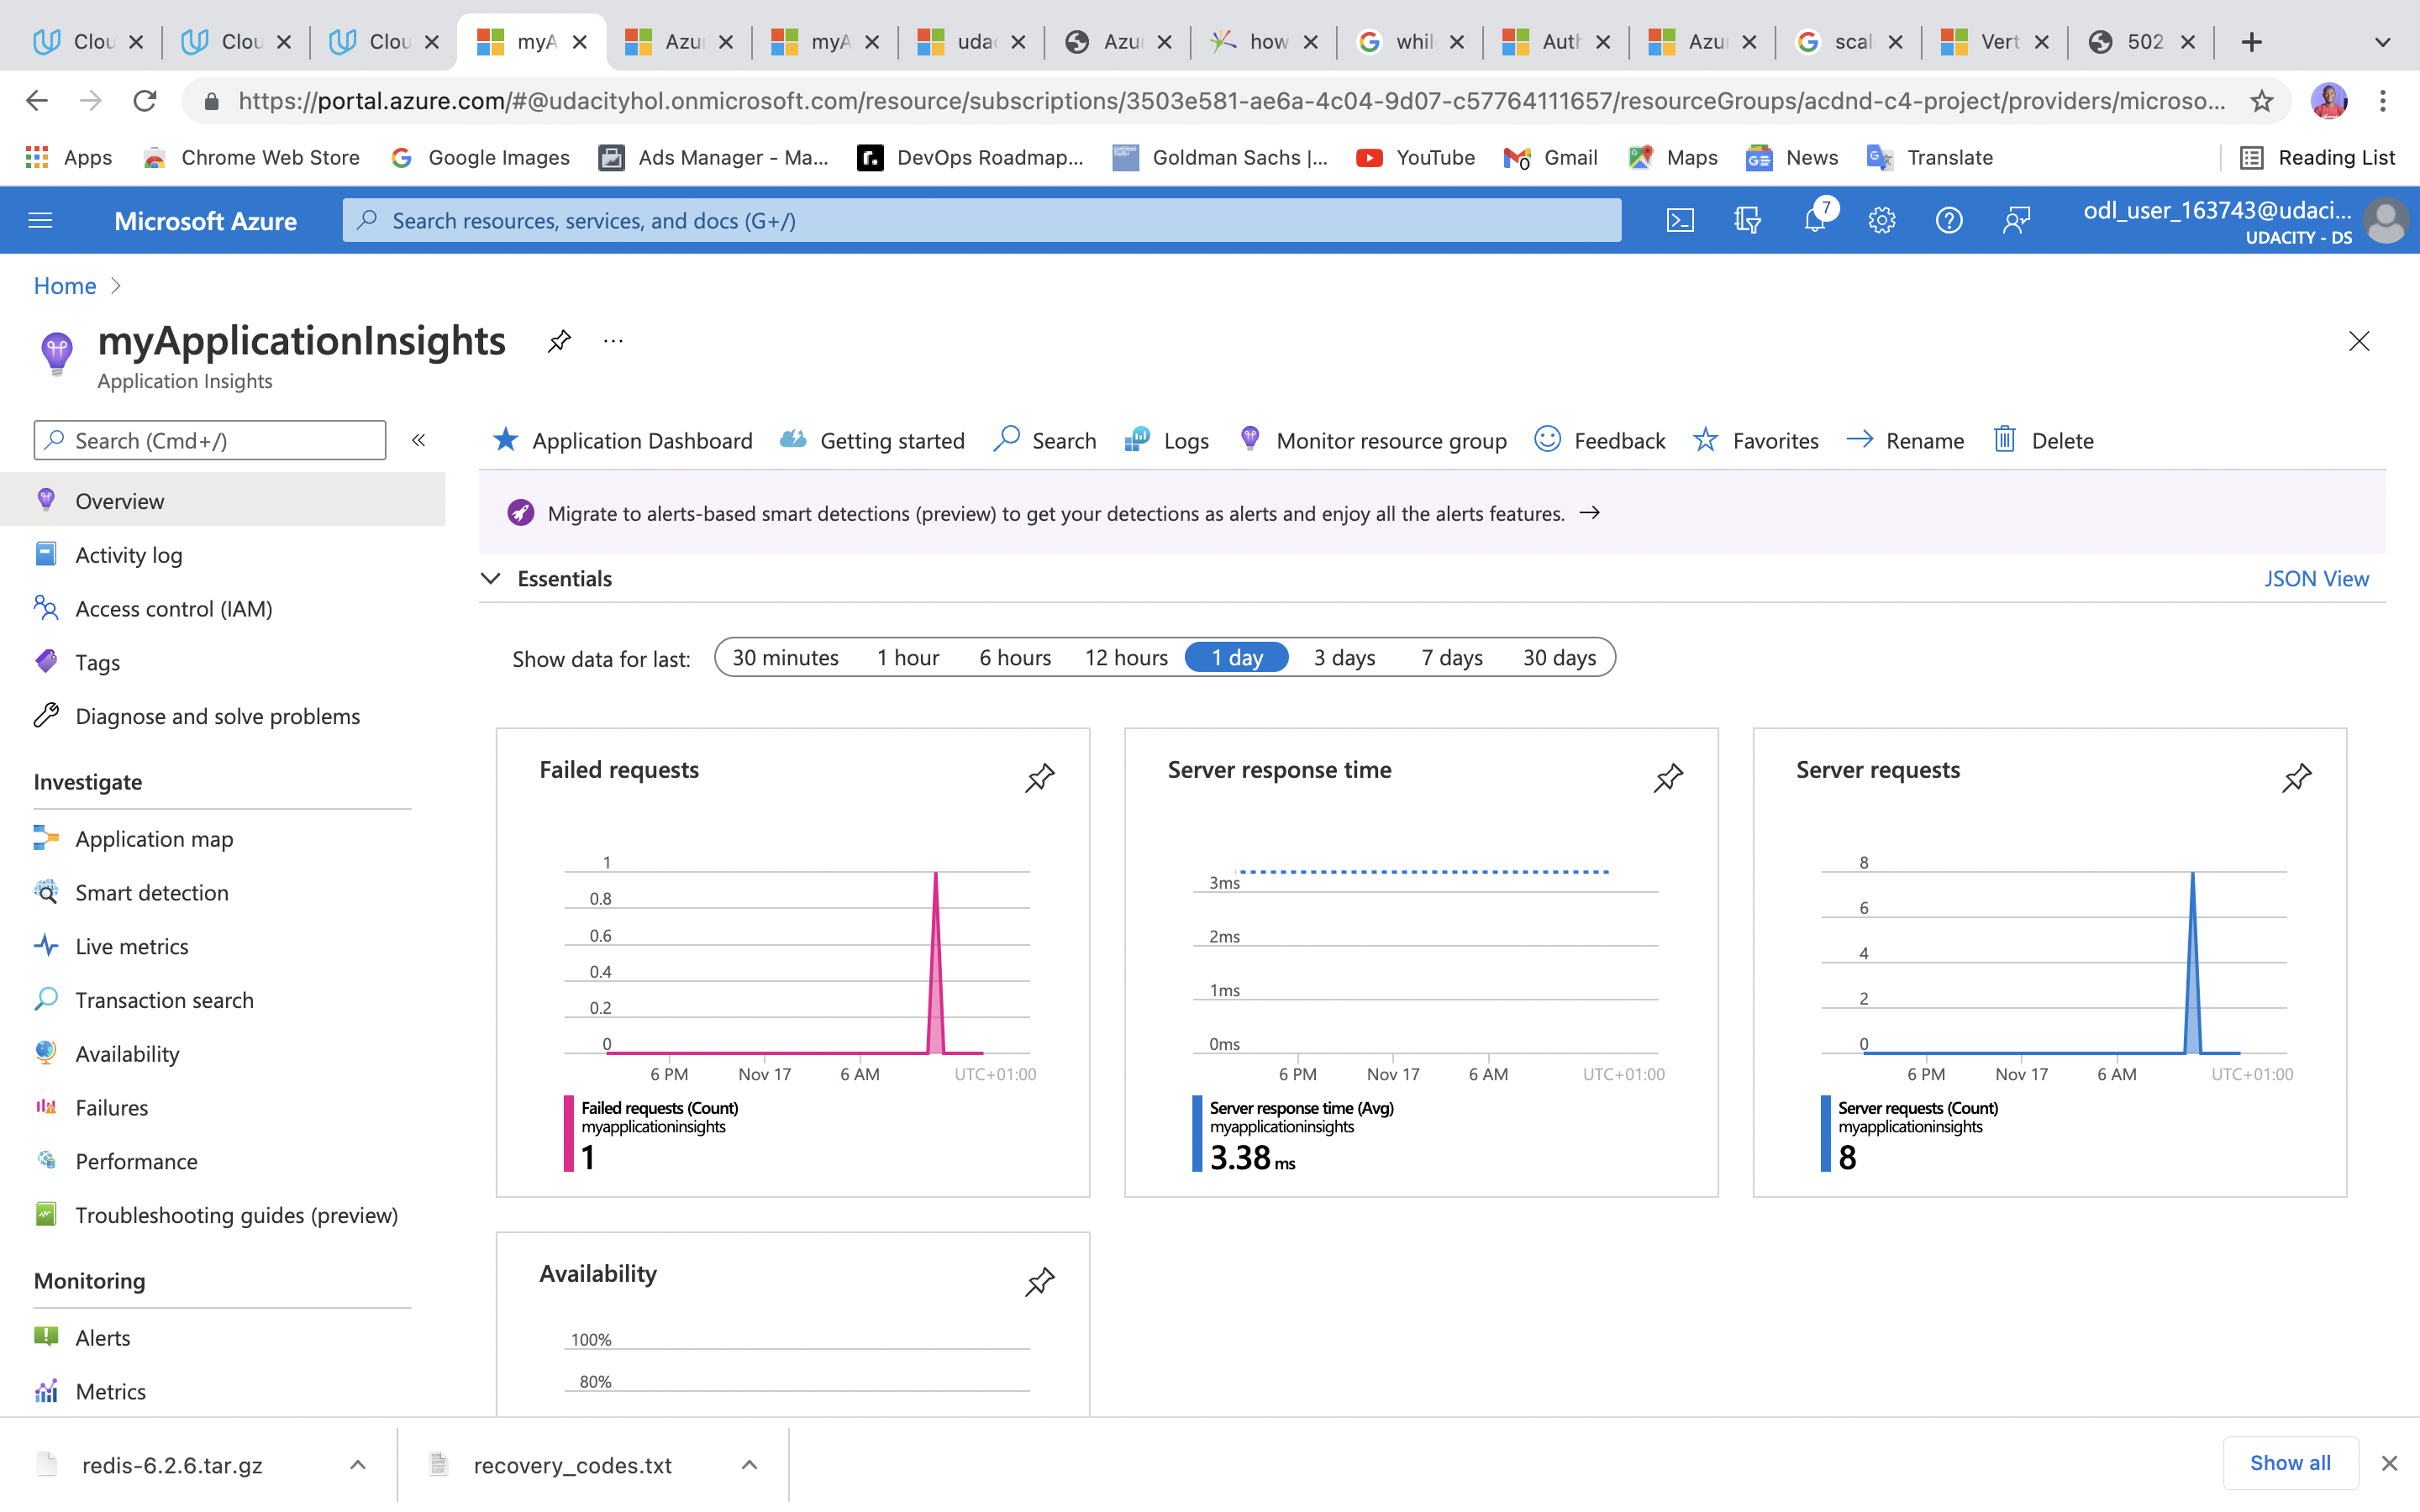 Clou
Clou
Clou
myA
Azu
myA
uda
Azu
how
whil
Auth
Azu
scal
Vert
502
https://portal.azure.com/#@udacityhol.onmicrosoft.com/resource/subscriptions/3503e581-ae6a-4c04-9d07-c57764111657/resourceGroups/acdnd-c4-project/providers/microso...
Apps
Chrome Web Store
Google Images
Ads Manager - Ma...
DevOps Roadmap...
Goldman Sachs |...
YouTube
Gmail
Maps
News
Translate
Reading List
Microsoft Azure
Search resources, services, and docs (G+/)
7
odl_user_163743@udaci...
UDACITY - DS
Home
myApplicationInsights
Application Insights
Search (Cmd+/)
Application Dashboard
Getting started
Search
Logs
Monitor resource group
Feedback
Favorites
Rename
Delete
Overview
Activity log
Access control (IAM)
Tags
Diagnose and solve problems
Investigate
Application map
Smart detection
Live metrics
Transaction search
Availability
Failures
Performance
Troubleshooting guides (preview)
Monitoring
Alerts
Metrics
Migrate to alerts-based smart detections (preview) to get your detections as alerts and enjoy all the alerts features.
Essentials
JSON View
Show data for last:
30 minutes
1 hour
6 hours
12 hours
1 day
3 days
7 days
30 days
Failed requests
1
0.8
0.6
0.4
0.2
0
6 PM
Nov 17
6 AM
UTC+01:00
Failed requests (Count)
myapplicationinsights
1
Server response time
3ms
2ms
1ms
0ms
6 PM
Nov 17
6 AM
UTC+01:00
Server response time (Avg)
myapplicationinsights
3.38 ms
Server requests
8
6
4
2
0
6 PM
Nov 17
6 AM
UTC+01:00
Server requests (Count)
myapplicationinsights
8
Availability
100%
80%
redis-6.2.6.tar.gz
recovery_codes.txt
Show all